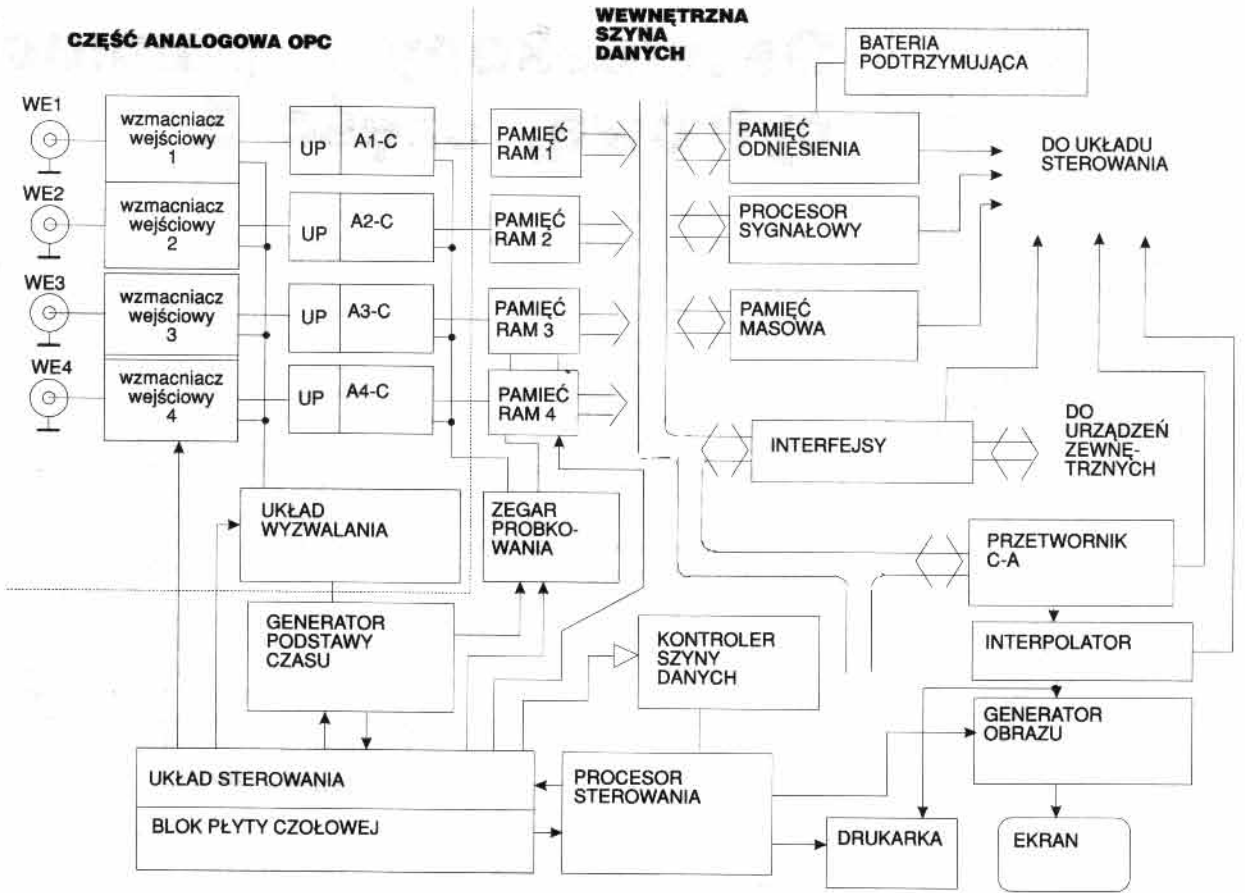 CZĘŚĆ ANALOGOWA OPC
WEWNĘTRZNA
SZYNA
DANYCH
BATERIA
PODTRZYMUJĄCA
WE1
wzmacniacz
wejściowy
1
UP
A1-C
PAMIĘĆ
RAM 1
PAMIĘĆ
ODNIESIENIA
DO UKŁADU
STEROWANIA
WE2
wzmacniacz
wejściowy
2
UP
A2-C
PAMIĘĆ
RAM 2
PROCESOR
SYGNAŁOWY
WE3
wzmacniacz
wejściowy
3
UP
A3-C
PAMIĘĆ
RAM 3
PAMIĘĆ
MASOWA
WE4
wzmacniacz
wejściowy
4
UP
A4-C
PAMIEĆ
RAM 4
INTERFEJSY
DO
URZĄDZEŃ
ZEWNĘ-
TRZNYCH
UKŁAD
WYZWALANIA
ZEGAR
PROBKO-
WANIA
PRZETWORNIK
C-A
GENERATOR
PODSTAWY
CZASU
KONTROLER
SZYNY
DANYCH
INTERPOLATOR
GENERATOR
OBRAZU
UKŁAD STEROWANIA
PROCESOR
STEROWANIA
BLOK PŁYTY CZOŁOWEJ
DRUKARKA
EKRAN